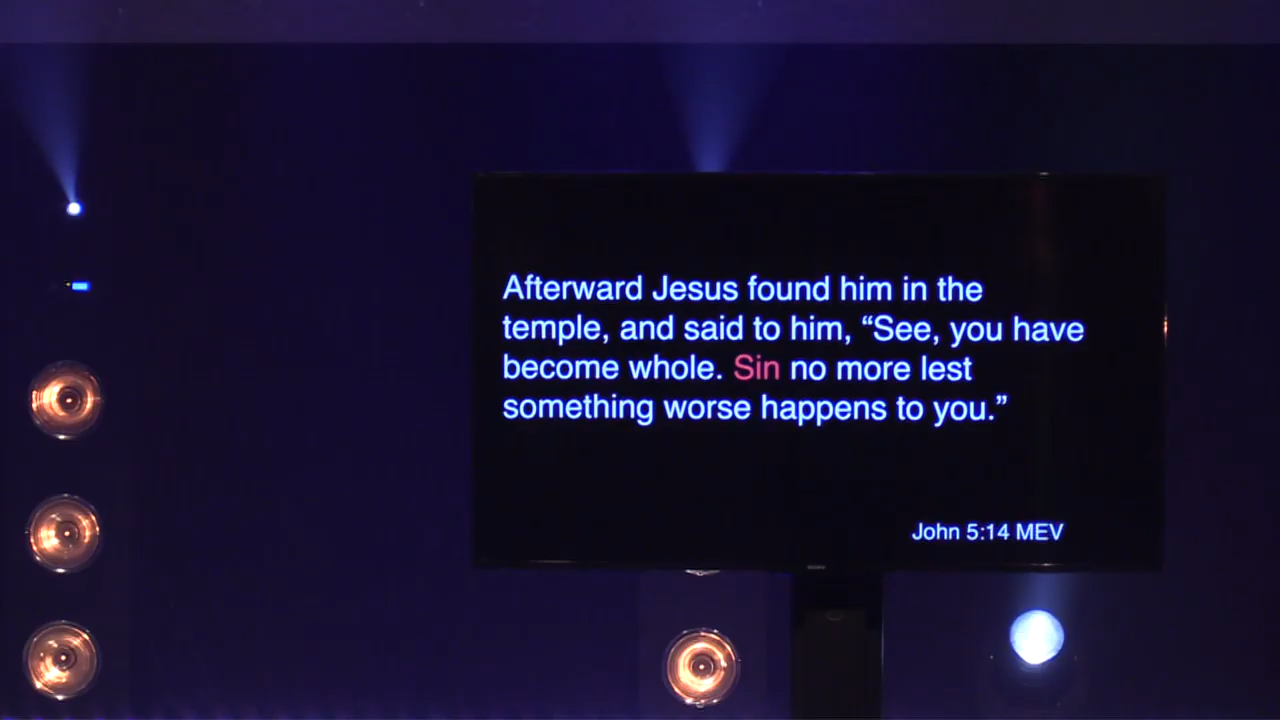 Afterward Jesus found him in the
temple, and said to him, “See, you have
become whole. Sin no more lest
something worse happens to you.”
John 5:14 MEV